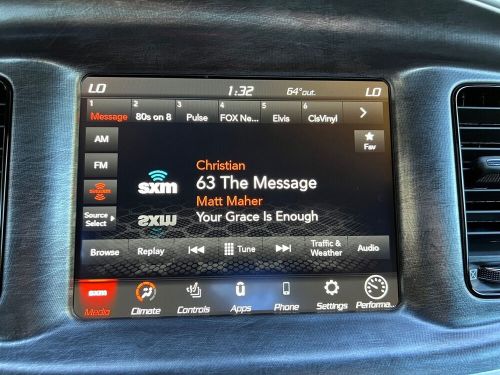 LO 1:32 64°out. LO
1 2 3 4 5 6
Message 80s on 8 Pulse FOX Ne... Elvis ClsVinyl
AM
Fav
FM
Christian
sxm 63 The Message
Matt Maher
Source Select
Your Grace Is Enough
Browse Replay Tune Traffic & Weather Audio
sxm
Media Climate Controls Apps Phone Settings Performa...